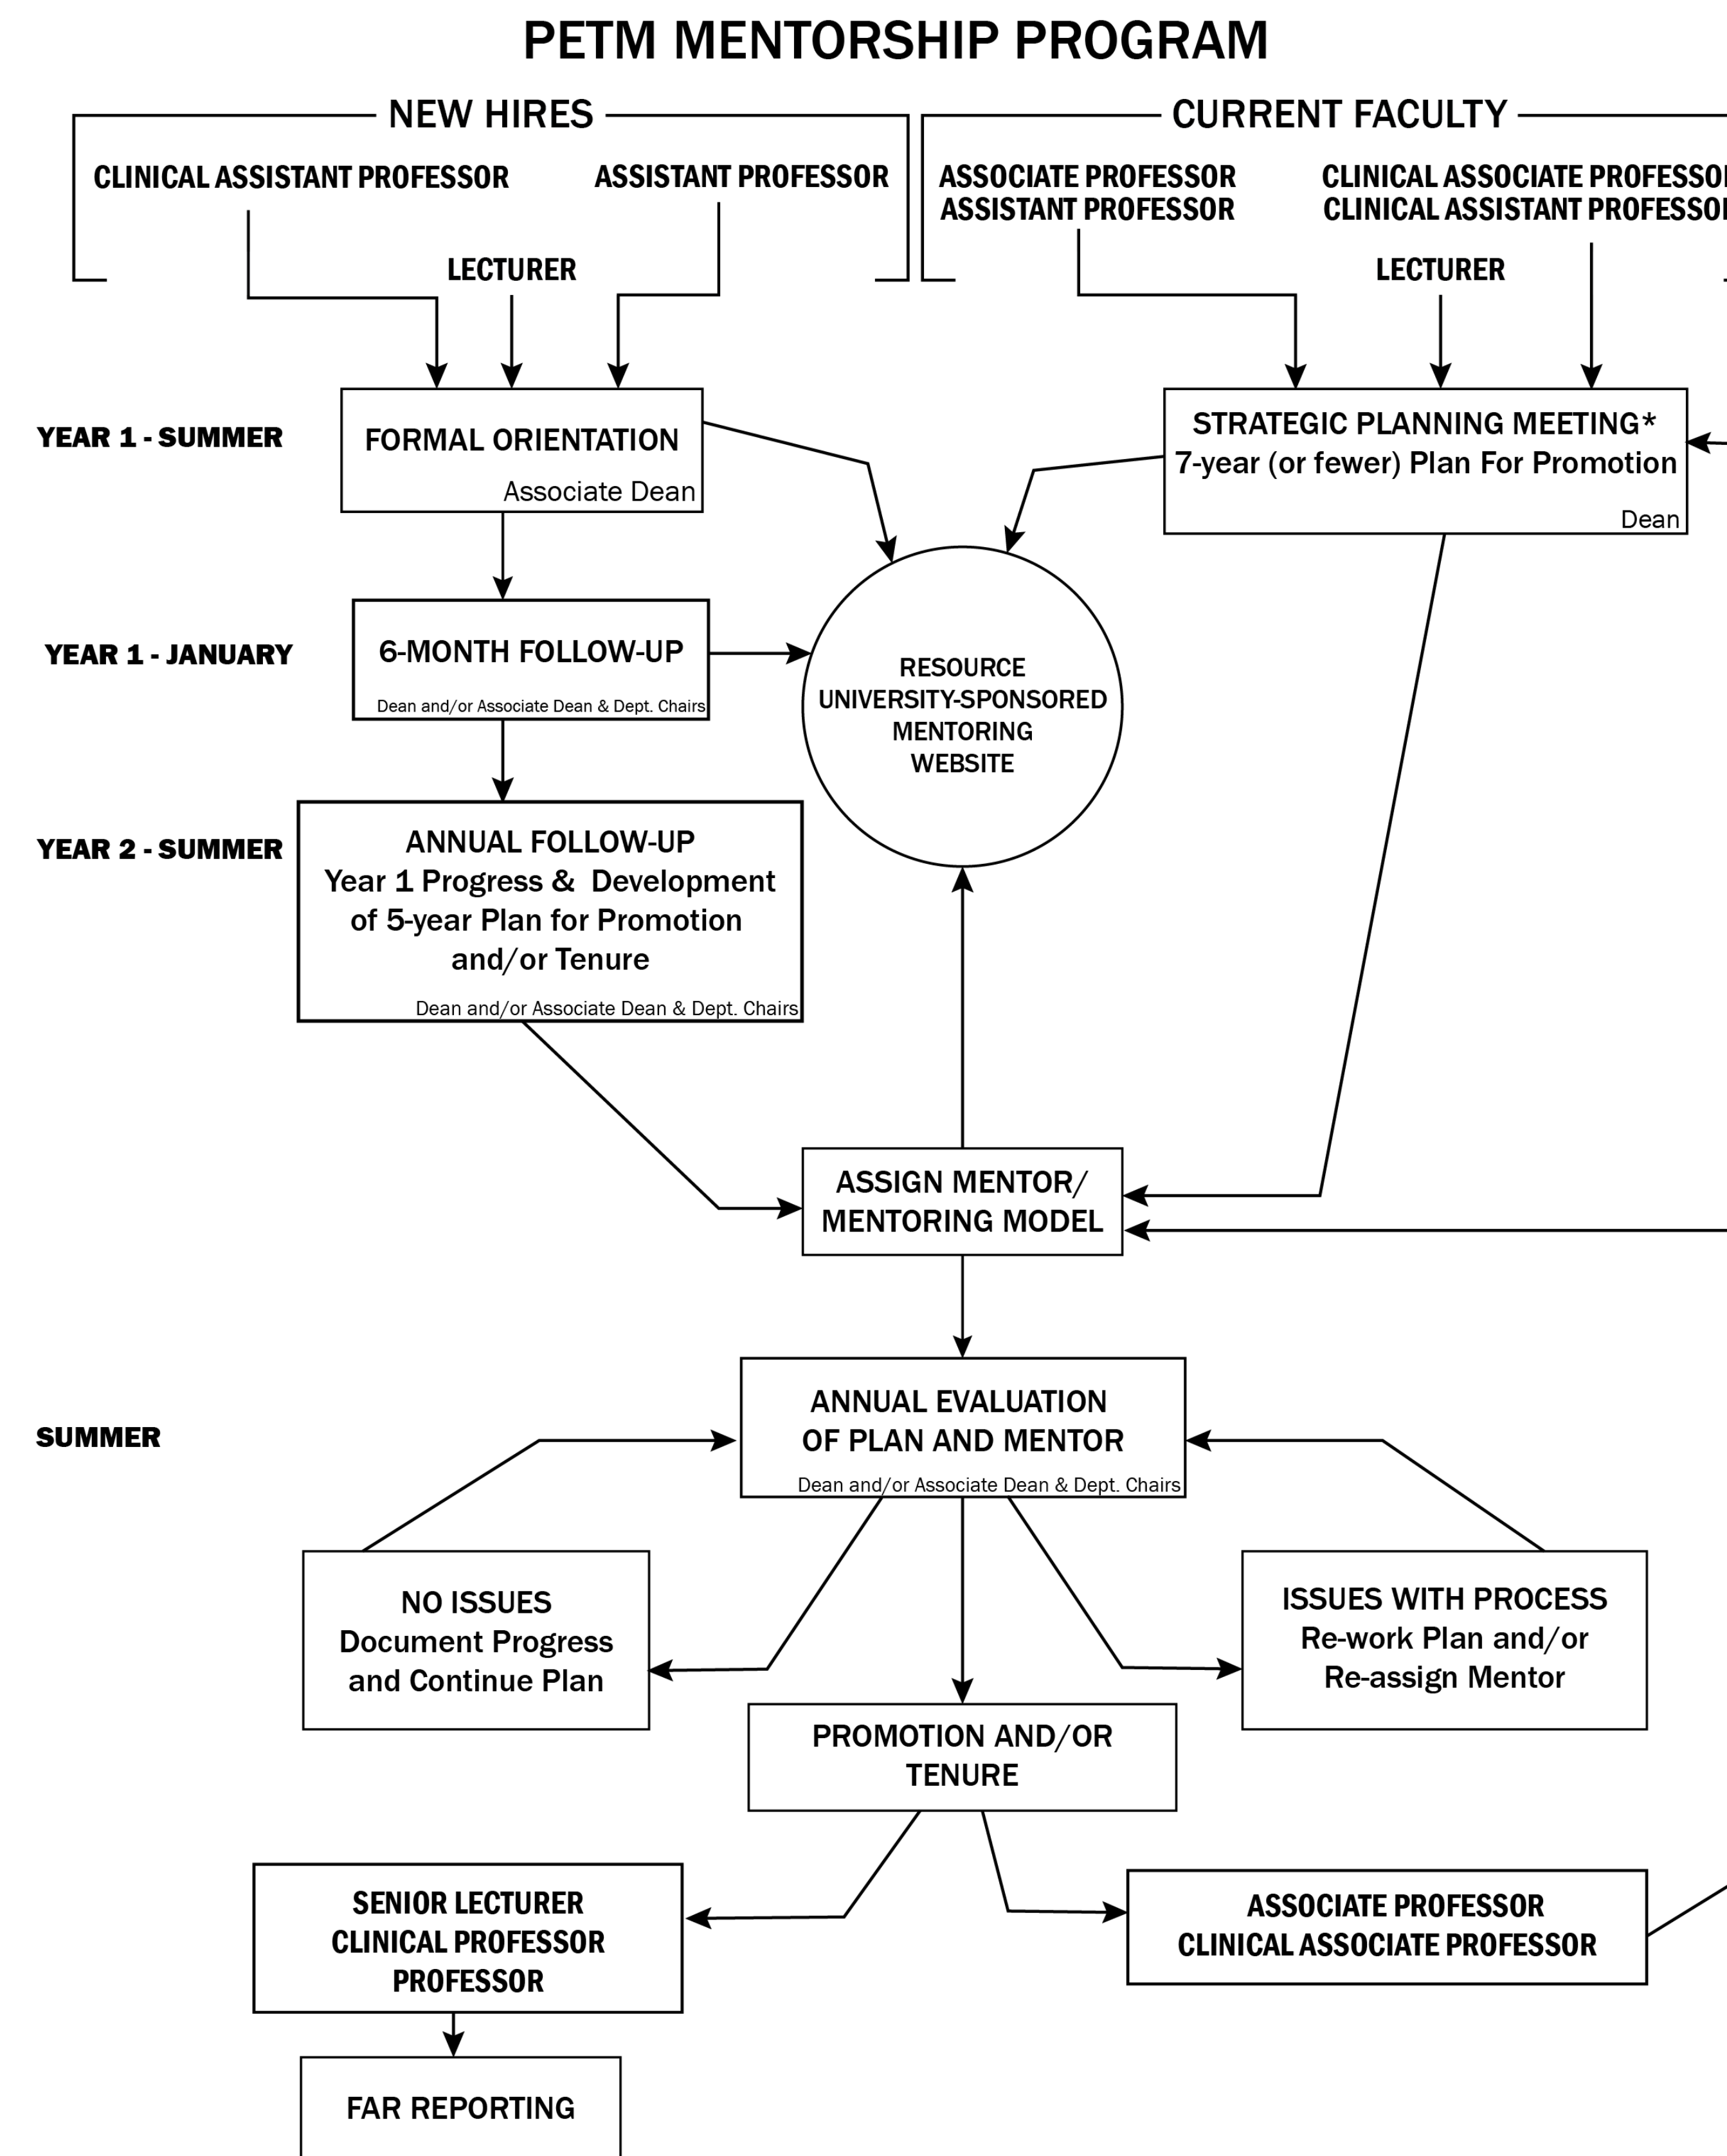 PETM MENTORSHIP PROGRAM
NEW HIRES
CLINICAL ASSISTANT PROFESSOR
ASSISTANT PROFESSOR
LECTURER
CURRENT FACULTY
ASSOCIATE PROFESSOR
ASSISTANT PROFESSOR
CLINICAL ASSOCIATE PROFESSO
CLINICAL ASSISTANT PROFESSO
LECTURER
YEAR 1 - SUMMER
FORMAL ORIENTATION
Associate Dean
STRATEGIC PLANNING MEETING*
7-year (or fewer) Plan For Promotion
Dean
YEAR 1 - JANUARY
6-MONTH FOLLOW-UP
Dean and/or Associate Dean & Dept. Chairs
RESOURCE
UNIVERSITY-SPONSORED
MENTORING
WEBSITE
YEAR 2 - SUMMER
ANNUAL FOLLOW-UP
Year 1 Progress & Development
of 5-year Plan for Promotion
and/or Tenure
Dean and/or Associate Dean & Dept. Chairs
ASSIGN MENTOR/
MENTORING MODEL
SUMMER
ANNUAL EVALUATION
OF PLAN AND MENTOR
Dean and/or Associate Dean & Dept. Chairs
NO ISSUES
Document Progress
and Continue Plan
ISSUES WITH PROCESS
Re-work Plan and/or
Re-assign Mentor
PROMOTION AND/OR
TENURE
SENIOR LECTURER
CLINICAL PROFESSOR
PROFESSOR
ASSOCIATE PROFESSOR
CLINICAL ASSOCIATE PROFESSOR
FAR REPORTING